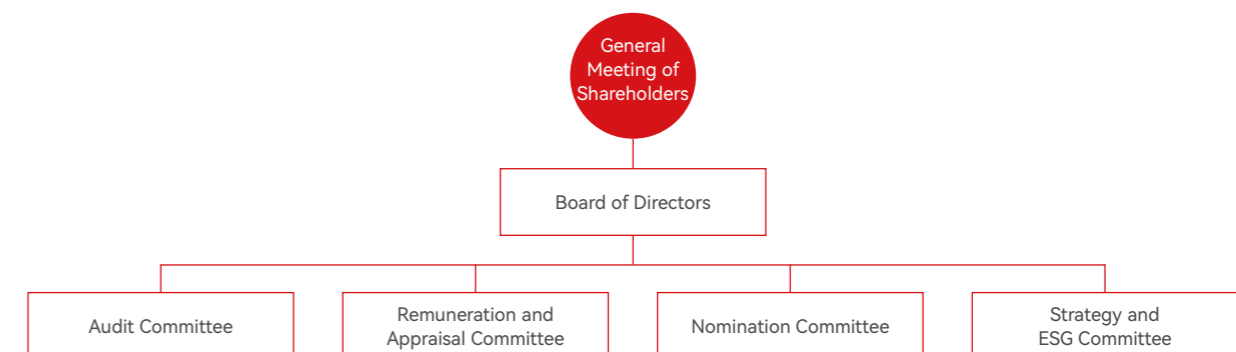 General
Meeting of
Shareholders
Board of Directors
Audit Committee
Remuneration and
Appraisal Committee
Nomination Committee
Strategy and
ESG Committee